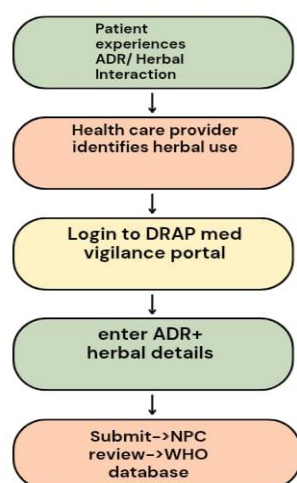 Patient
experiences
ADR/ Herbal
Interaction
Health care provider
identifies herbal use
Login to DRAP med
vigilance portal
enter ADR+
herbal details
Submit->NPC
review->WHO
database